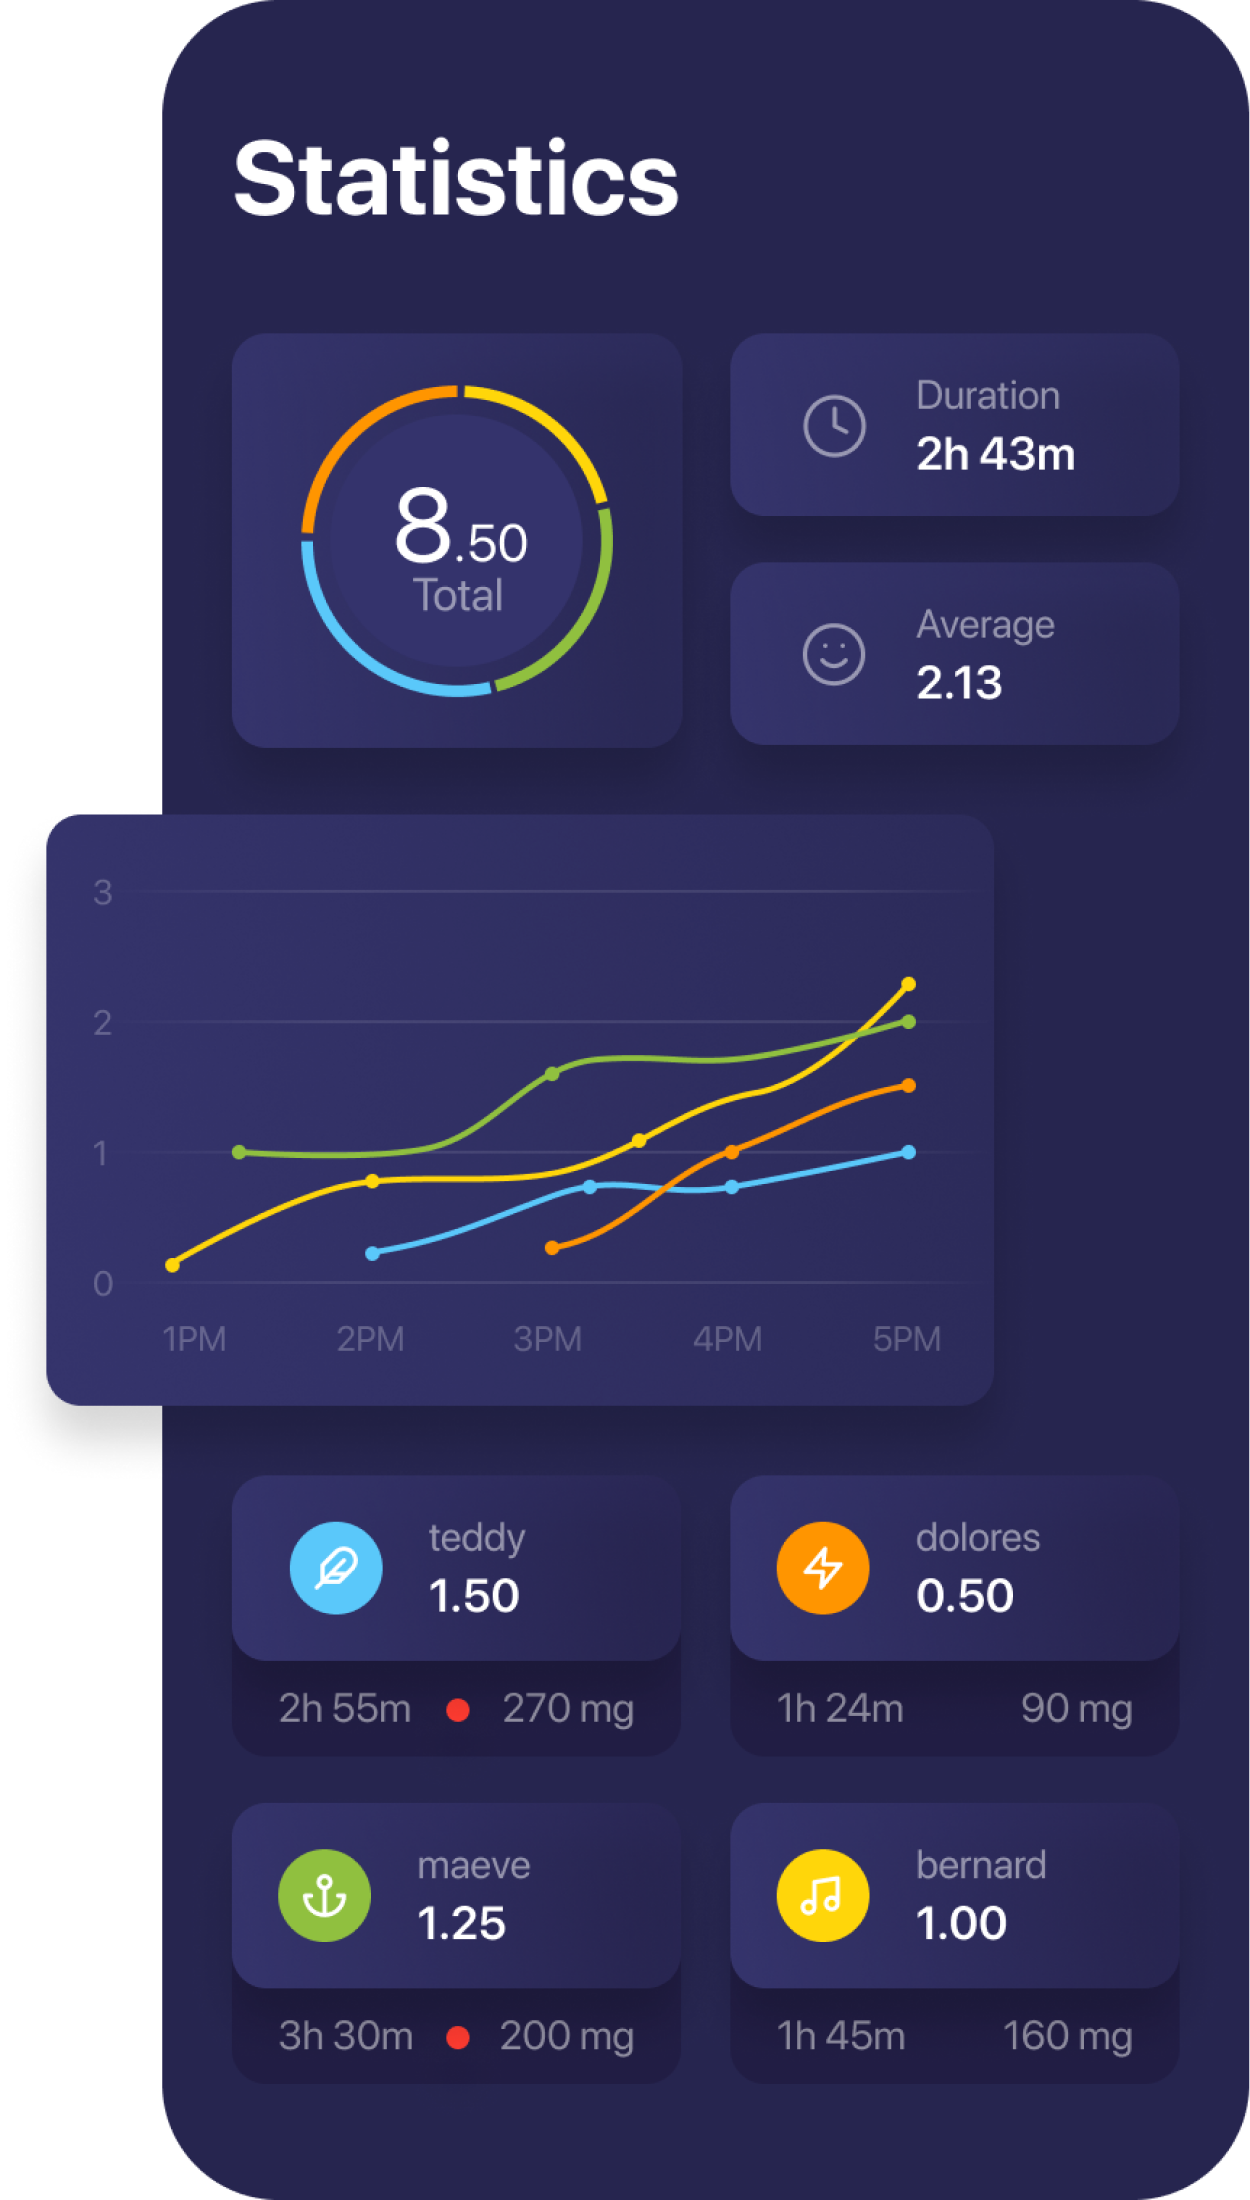 Statistics
8.50
Total
Duration
2h 43m
Average
2.13
3
2
1
0
1PM 2PM 3PM 4PM 5PM
teddy
1.50
2h 55m 270 mg
dolores
0.50
1h 24m 90 mg
maeve
1.25
3h 30m 200 mg
bernard
1.00
1h 45m 160 mg